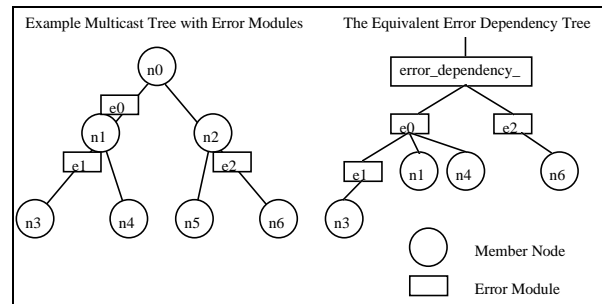 Example Multicast Tree with Error Modules
The Equivalent Error Dependency Tree
n0
e0
n1
n2
e1
e2
n3
n4
n5
n6
error_dependency_
e0
e2
e1
n1
n4
n6
n3
Member Node
Error Module